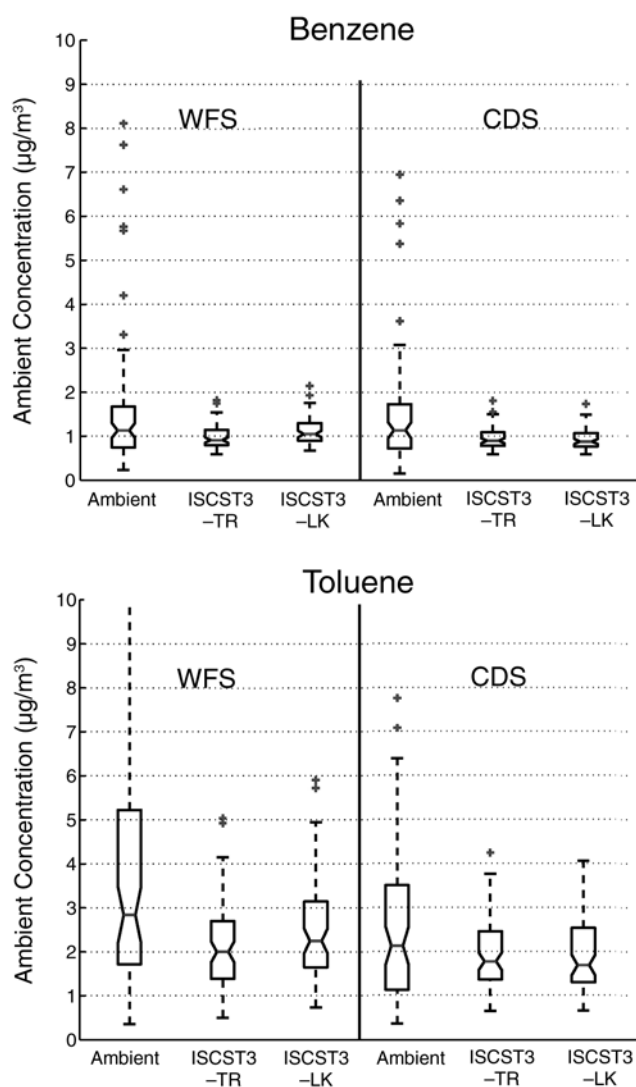 Benzene
Ambient Concentration (µg/m³)
10
9
8
7
6
5
4
3
2
1
0
WFS
CDS
Ambient
ISCST3
–TR
ISCST3
–LK
Ambient
ISCST3
–TR
ISCST3
–LK
Toluene
Ambient Concentration (µg/m³)
10
9
8
7
6
5
4
3
2
1
0
WFS
CDS
Ambient
ISCST3
–TR
ISCST3
–LK
Ambient
ISCST3
–TR
ISCST3
–LK